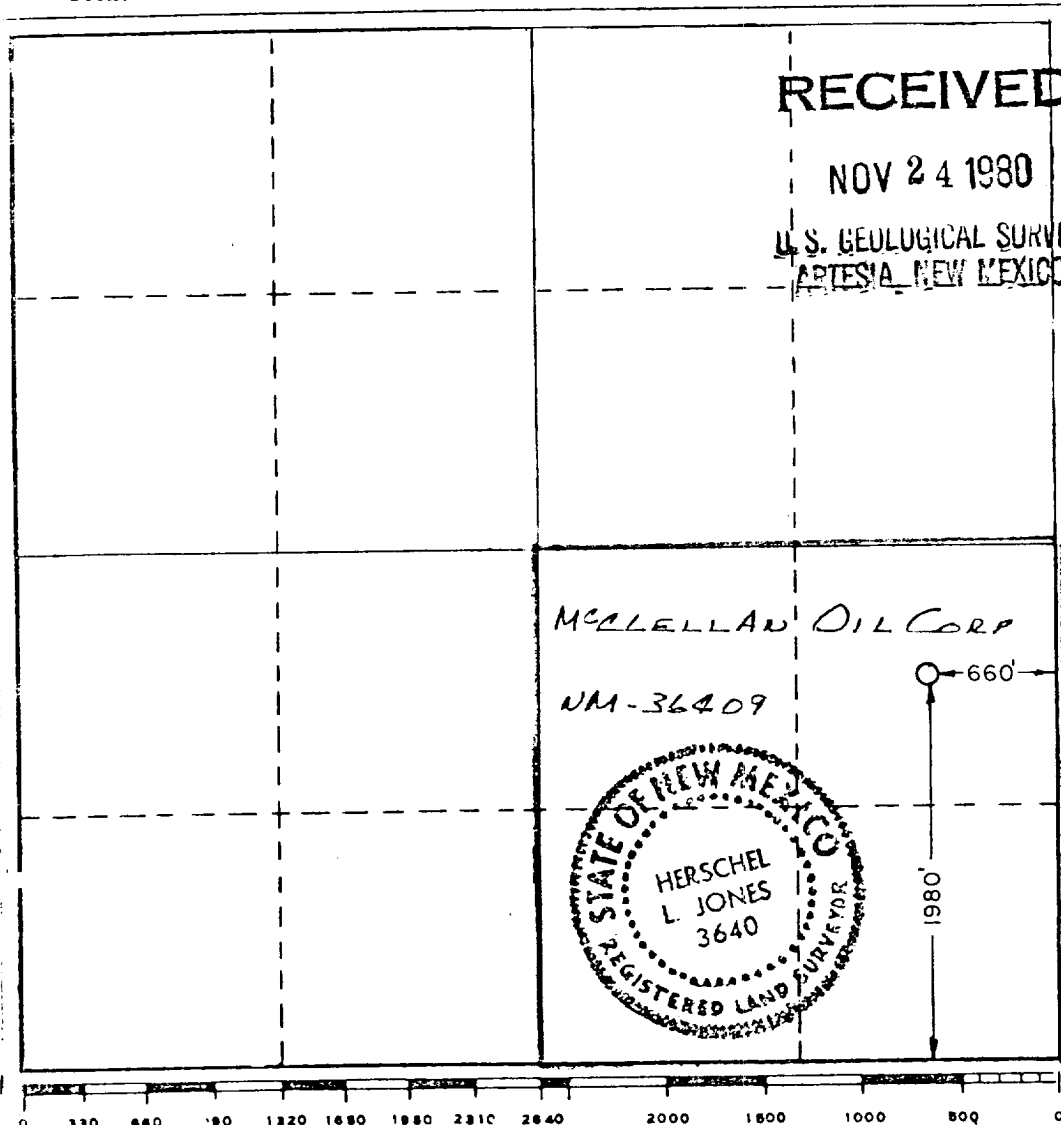 RECEIVED
NOV 24 1980
U.S. GEOLOGICAL SURVE
ARTESIA, NEW MEXICO
McCLELLAN OIL CORP
660'
NM-36409
STATE OF NEW MEXICO
HERSCHEL
L. JONES
3640
REGISTERED LAND SURVEYOR
1980'
0 330 660 '90 1320 1650 1980 2310 2640 2000 1500 1000 500 0